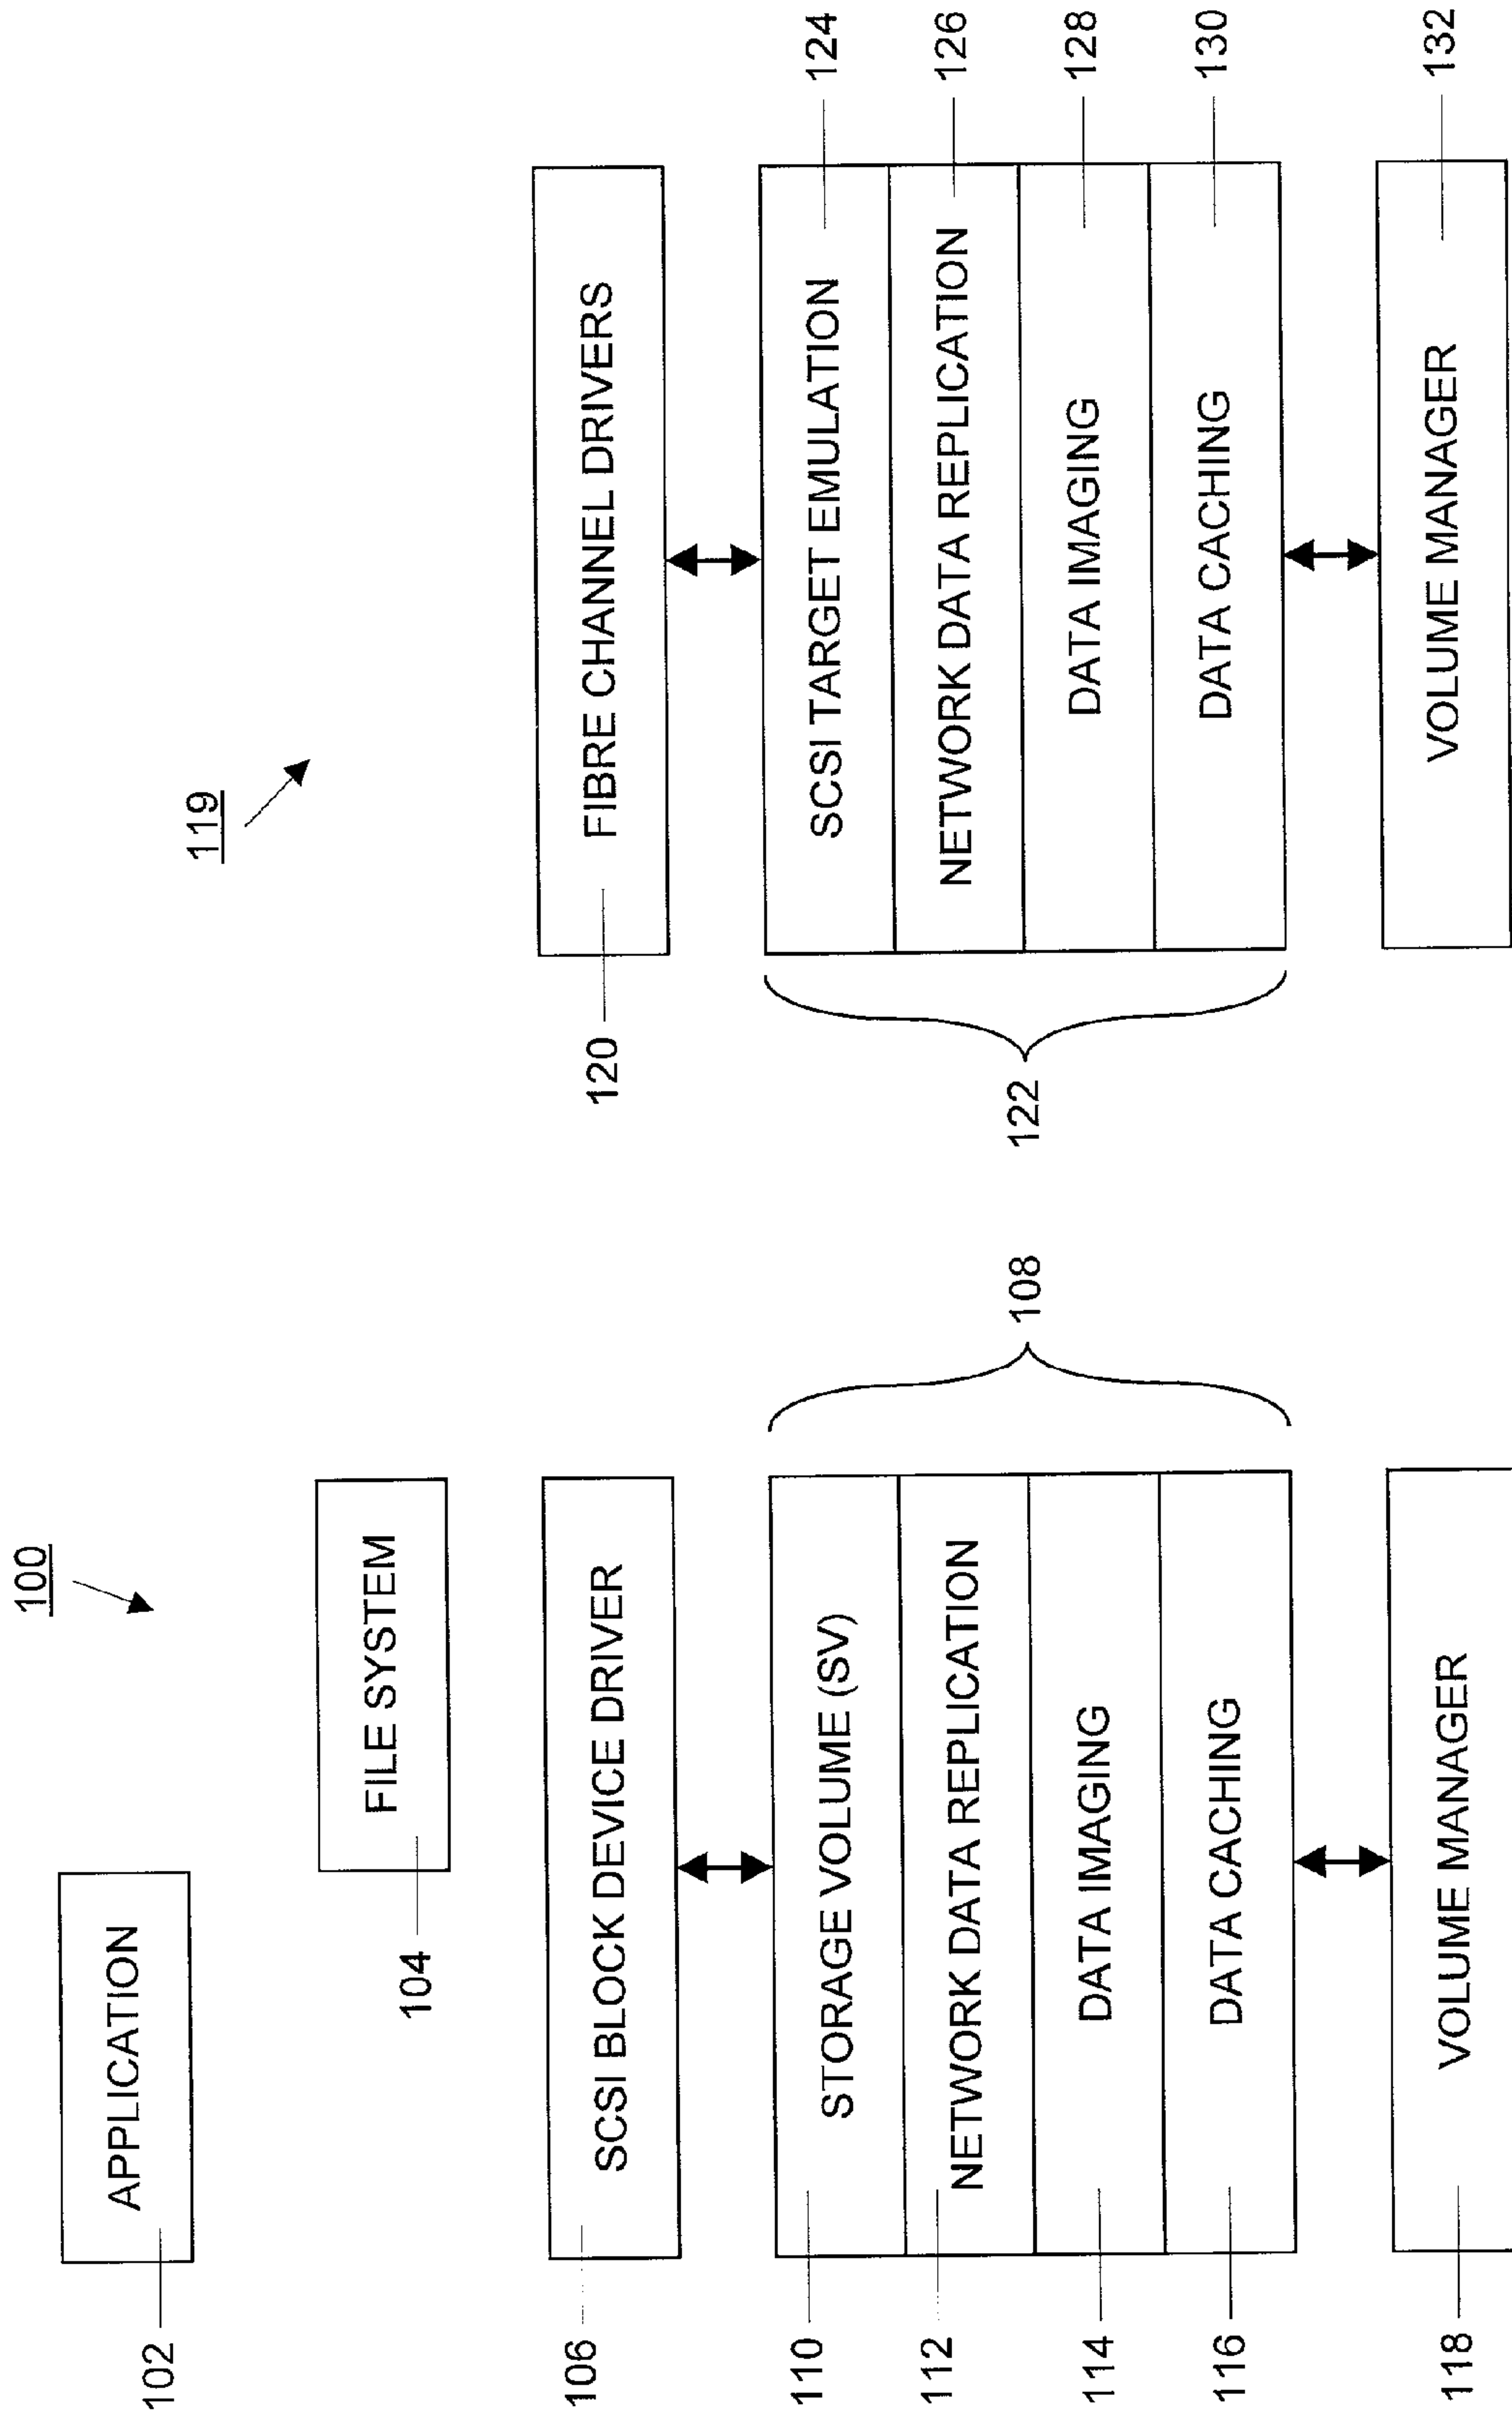 100
APPLICATION
102
FILE SYSTEM
104
SCSI BLOCK DEVICE DRIVER
106
STORAGE VOLUME (SV)
110
NETWORK DATA REPLICATION
112
DATA IMAGING
114
DATA CACHING
116
108
VOLUME MANAGER
118
119
FIBRE CHANNEL DRIVERS
120
SCSI TARGET EMULATION
124
NETWORK DATA REPLICATION
126
DATA IMAGING
128
DATA CACHING
130
122
VOLUME MANAGER
132